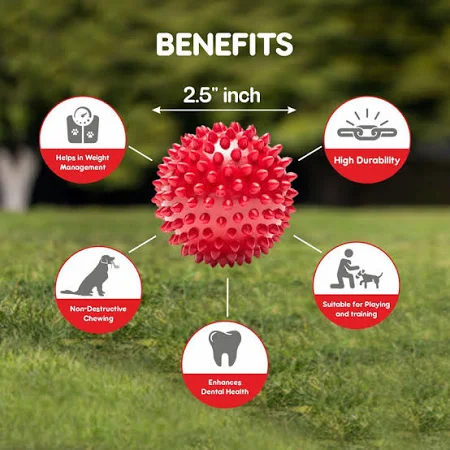 BENEFITS
2.5" inch
Helps in Weight
Management
High Durability
Non-Destructive
Chewing
Suitable for Playing
and training
Enhances
Dental Health